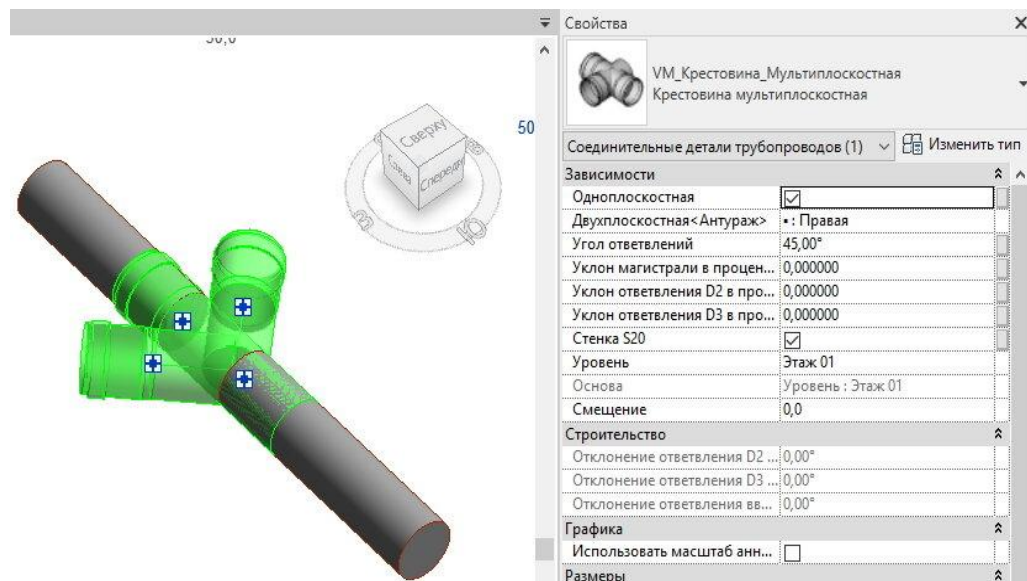 50,0
Свойства
VM_Крестовина_Мультиплоскостная
Крестовина мультиплоскостная
50
Сверху
Слева
Спереди
В
Ю
Соединительные детали трубопроводов (1)
Изменить тип
Зависимости
Одноплоскостная
Двухплоскостная<Антураж> ▪ : Правая
Угол ответвлений 45,00°
Уклон магистрали в процен... 0,000000
Уклон ответвления D2 в про... 0,000000
Уклон ответвления D3 в про... 0,000000
Стенка S20
Уровень Этаж 01
Основа Уровень : Этаж 01
Смещение 0,0
Строительство
Отклонение ответвления D2 ... 0,00°
Отклонение ответвления D3 ... 0,00°
Отклонение ответвления вв... 0,00°
Графика
Использовать масштаб анн...
Размеры